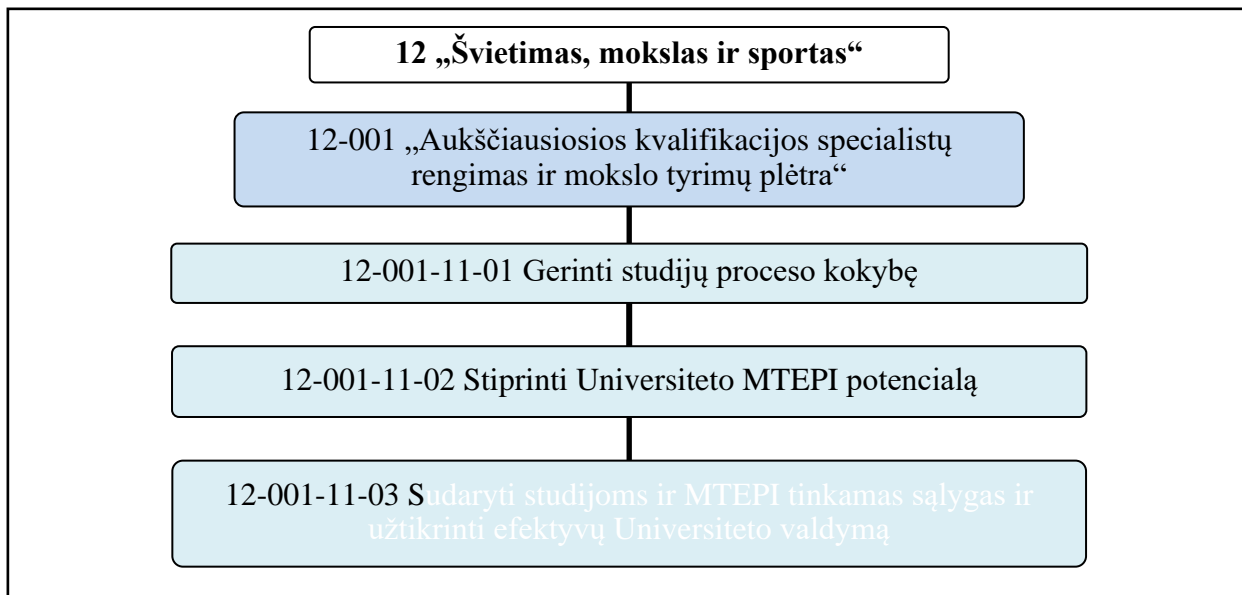 12 „Švietimas, mokslas ir sportas“
12-001 „Aukščiausiosios kvalifikacijos specialistų
rengimas ir mokslo tyrimų plėtra“
12-001-11-01 Gerinti studijų proceso kokybę
12-001-11-02 Stiprinti Universiteto MTEPI potencialą
12-001-11-03 Sudaryti studijoms ir MTEPI tinkamas sąlygas ir
užtikrinti efektyvų Universiteto valdymą